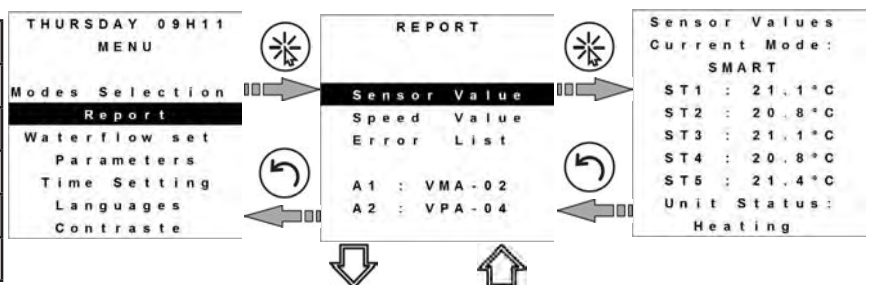 THURSDAY 09H11
MENU
Modes Selection
Report
Waterflow set
Parameters
Time Setting
Languages
Contraste
REPORT
Sensor Value
Speed Value
Error List
A1 : VMA-02
A2 : VPA-04
Sensor Values
Current Mode:
SMART
ST1 : 21.1°C
ST2 : 20.8°C
ST3 : 21.1°C
ST4 : 20.8°C
ST5 : 21.4°C
Unit Status:
Heating